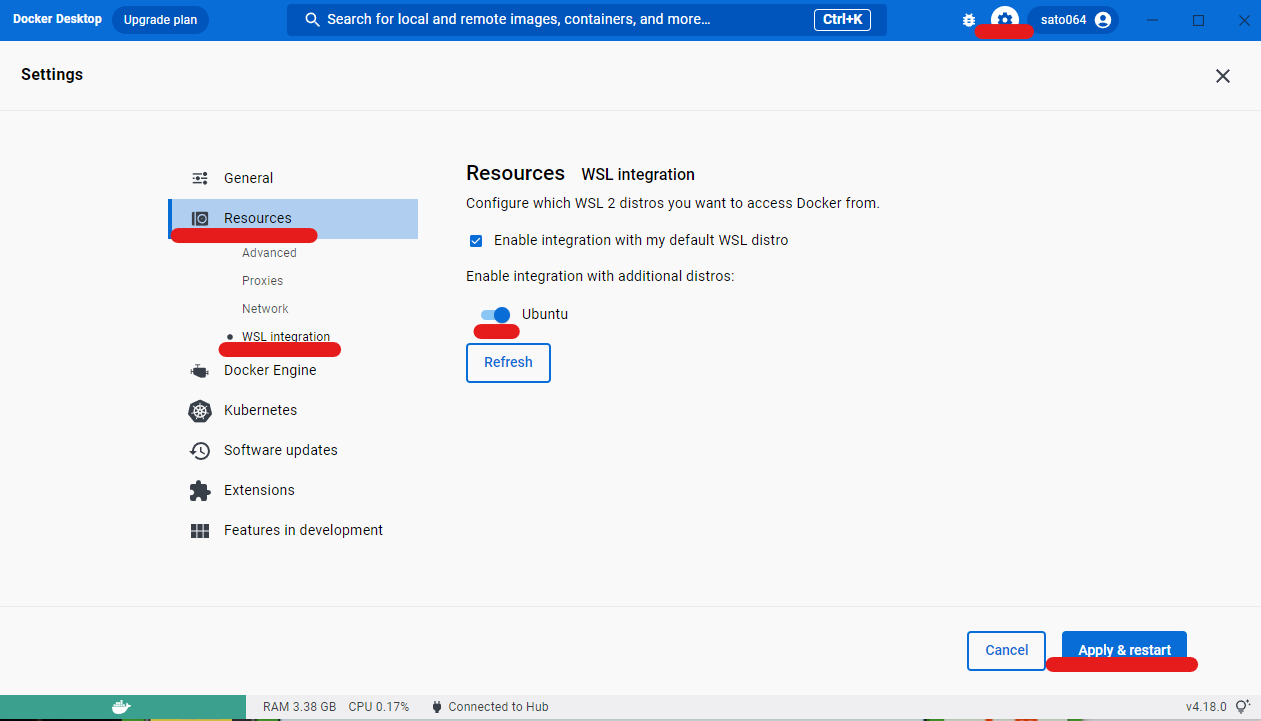 Docker Desktop
Upgrade plan
Search for local and remote images, containers, and more...
Ctrl+K
sato064
Settings
General
Resources
Advanced
Proxies
Network
WSL integration
Docker Engine
Kubernetes
Software updates
Extensions
Features in development
Resources WSL integration
Configure which WSL 2 distros you want to access Docker from.
Enable integration with my default WSL distro
Enable integration with additional distros:
Ubuntu
Refresh
Cancel
Apply & restart
RAM 3.38 GB CPU 0.17% Connected to Hub
v4.18.0